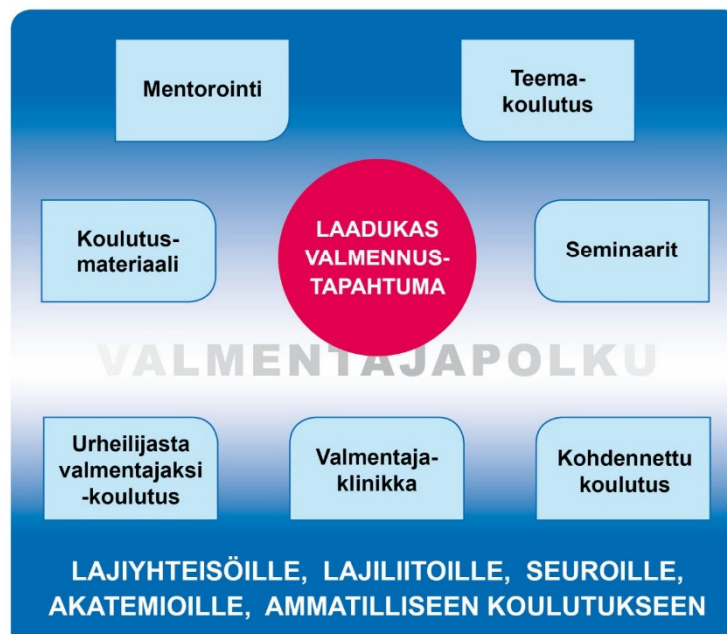 Mentorointi
Teema-
koulutus
Koulutus-
materiaali
LAADUKAS
VALMENNUS-
TAPAHTUMA
Seminaarit
VALMENTAJAPOLKU
Urheilijasta
valmentajaksi
-koulutus
Valmentaja-
klinikka
Kohdennettu
koulutus
LAJIYHTEISÖILLE, LAJILIITOILLE, SEUROILLE,
AKATEMIOILLE, AMMATILLISEEN KOULUTUKSEEN